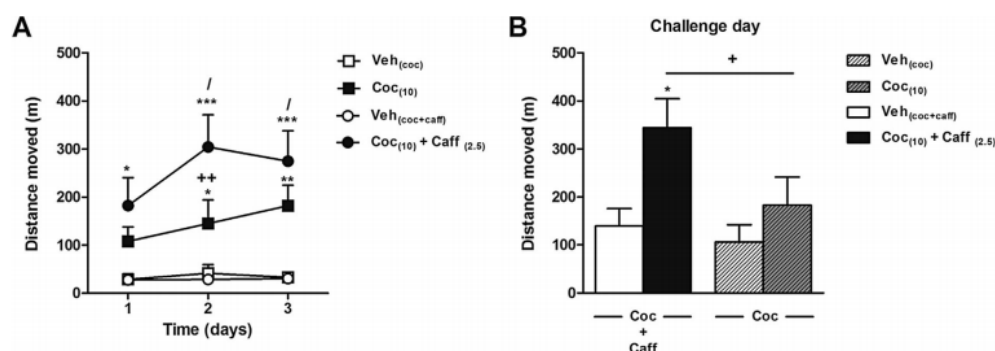 A
500
400
300
200
100
0
Distance moved (m)
1
2
3
Time (days)
*
/
***
++
*
/
***
**
Veh(coc)
Coc(10)
Veh(coc+caff)
Coc(10) + Caff (2.5)
B
Challenge day
500
400
300
200
100
0
Distance moved (m)
*
+
Coc
+
Caff
Coc
Veh(coc)
Coc(10)
Veh(coc+caff)
Coc(10) + Caff (2.5)